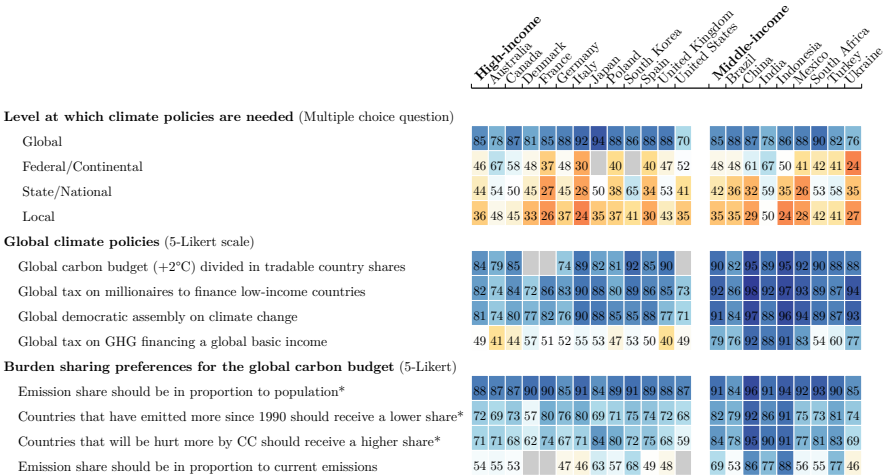 High-income
Australia
Canada
Denmark
France
Germany
Italy
Japan
Poland
South Korea
Spain
United Kingdom
United States
Middle-income
Brazil
China
India
Indonesia
Mexico
South Africa
Turkey
Ukraine
Level at which climate policies are needed (Multiple choice question)
Global 85 78 87 81 85 88 92 94 88 86 88 88 70 85 88 87 78 86 88 90 82 76
Federal/Continental 46 67 58 48 37 48 30 40 40 47 52 48 48 61 67 50 41 42 41 24
State/National 44 54 50 45 27 45 28 50 38 65 34 53 41 42 36 32 59 35 26 53 58 35
Local 36 48 45 33 26 37 24 35 37 41 30 43 35 35 35 29 50 24 28 42 41 27
Global climate policies (5-Likert scale)
Global carbon budget (+2°C) divided in tradable country shares 84 79 85 74 89 82 81 92 85 90 90 82 95 89 95 92 90 88 88
Global tax on millionaires to finance low-income countries 82 74 84 72 86 83 90 88 80 89 86 85 73 92 86 98 92 97 93 89 87 94
Global democratic assembly on climate change 81 74 80 77 82 76 90 88 85 85 88 77 71 91 84 97 88 96 94 89 87 93
Global tax on GHG financing a global basic income 49 41 44 57 51 52 55 53 47 53 50 40 49 79 76 92 88 91 83 54 60 77
Burden sharing preferences for the global carbon budget (5-Likert)
Emission share should be in proportion to population* 88 87 87 90 90 85 91 84 89 91 89 88 87 91 84 96 91 94 92 93 90 85
Countries that have emitted more since 1990 should receive a lower share* 72 69 73 57 80 76 80 69 71 75 74 72 68 82 79 92 86 91 75 73 81 74
Countries that will be hurt more by CC should receive a higher share* 71 71 68 62 74 67 71 84 80 72 75 68 59 84 78 95 90 91 77 81 83 69
Emission share should be in proportion to current emissions 54 55 53 47 46 63 57 68 49 48 69 53 86 77 88 56 55 77 46